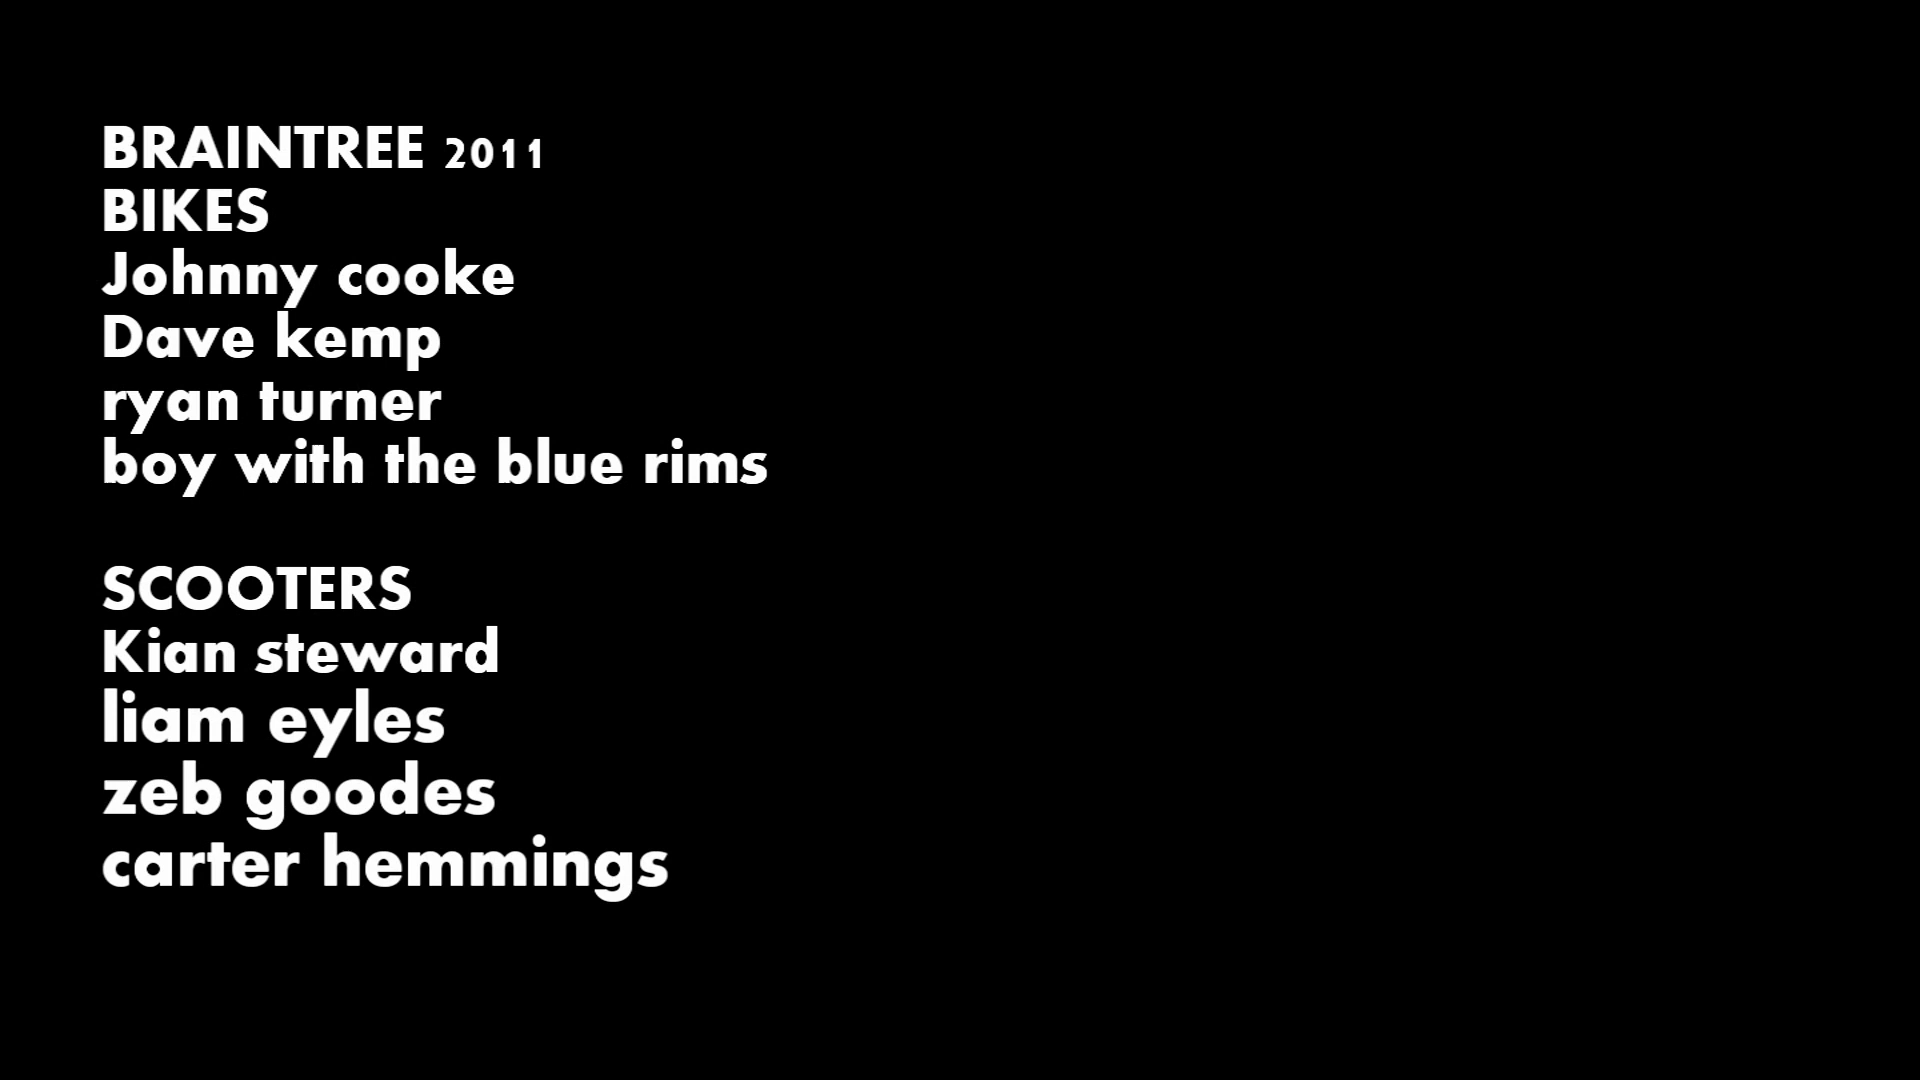 BRAINTREE 2011
BIKES
Johnny cooke
Dave kemp
ryan turner
boy with the blue rims
SCOOTERS
Kian steward
liam eyles
zeb goodes
carter hemmings